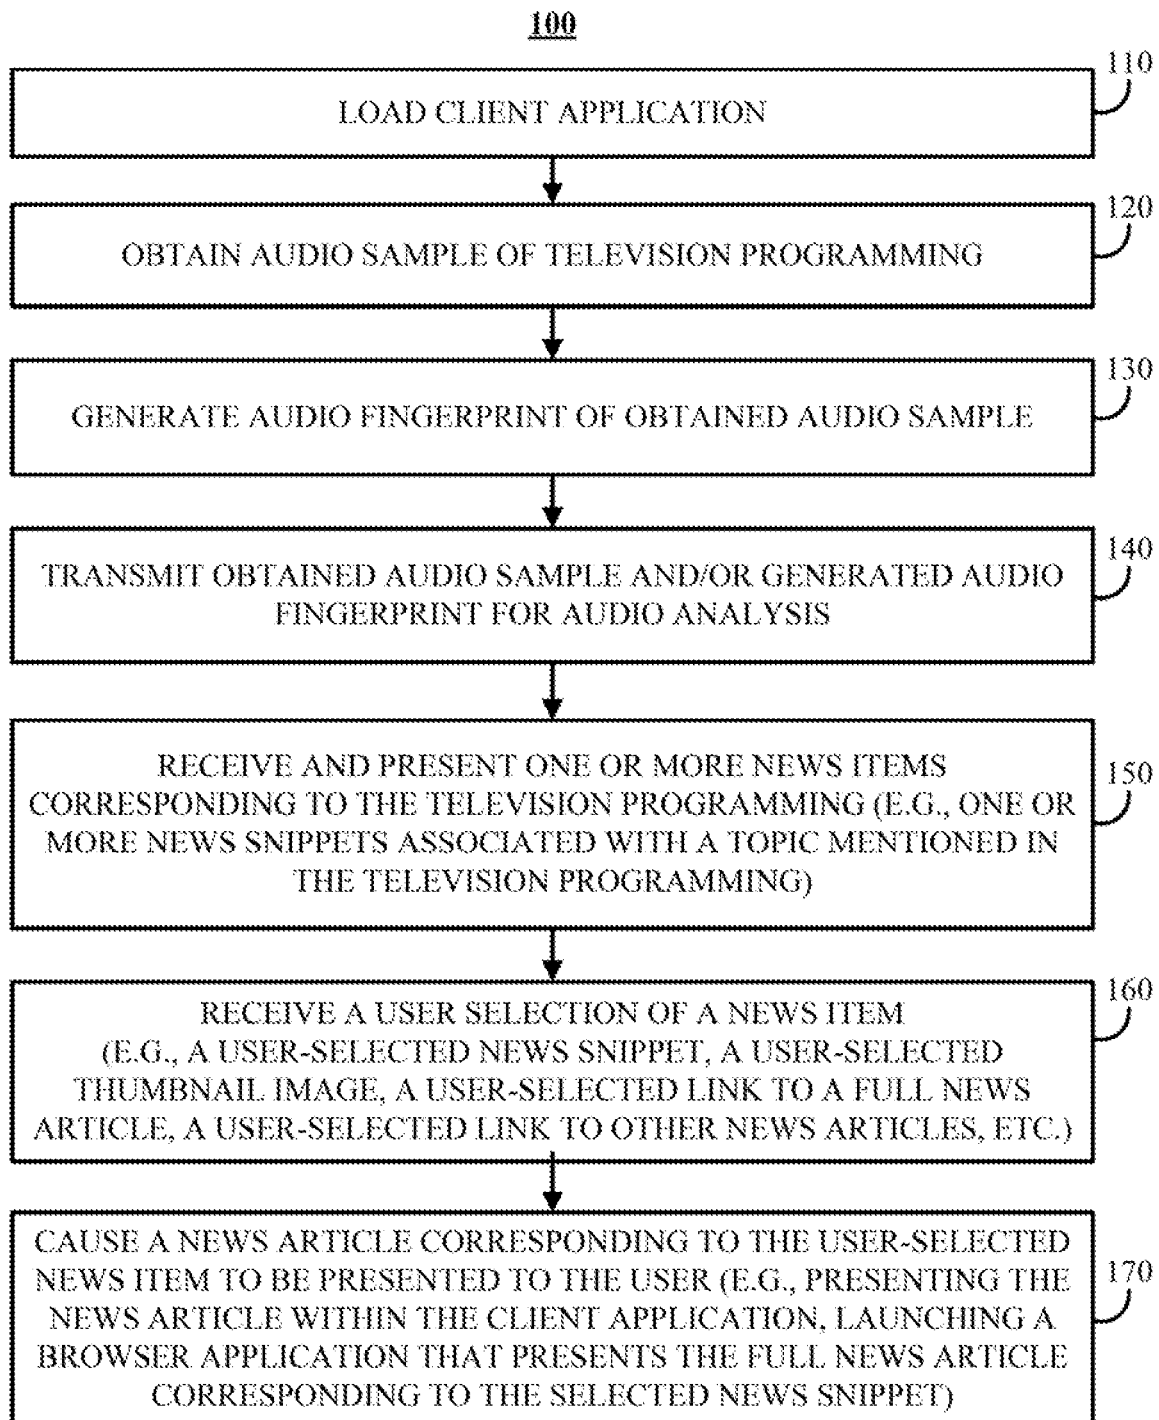 100
110
LOAD CLIENT APPLICATION
120
OBTAIN AUDIO SAMPLE OF TELEVISION PROGRAMMING
130
GENERATE AUDIO FINGERPRINT OF OBTAINED AUDIO SAMPLE
140
TRANSMIT OBTAINED AUDIO SAMPLE AND/OR GENERATED AUDIO
FINGERPRINT FOR AUDIO ANALYSIS
150
RECEIVE AND PRESENT ONE OR MORE NEWS ITEMS
CORRESPONDING TO THE TELEVISION PROGRAMMING (E.G., ONE OR
MORE NEWS SNIPPETS ASSOCIATED WITH A TOPIC MENTIONED IN
THE TELEVISION PROGRAMMING)
160
RECEIVE A USER SELECTION OF A NEWS ITEM
(E.G., A USER-SELECTED NEWS SNIPPET, A USER-SELECTED
THUMBNAIL IMAGE, A USER-SELECTED LINK TO A FULL NEWS
ARTICLE, A USER-SELECTED LINK TO OTHER NEWS ARTICLES, ETC.)
170
CAUSE A NEWS ARTICLE CORRESPONDING TO THE USER-SELECTED
NEWS ITEM TO BE PRESENTED TO THE USER (E.G., PRESENTING THE
NEWS ARTICLE WITHIN THE CLIENT APPLICATION, LAUNCHING A
BROWSER APPLICATION THAT PRESENTS THE FULL NEWS ARTICLE
CORRESPONDING TO THE SELECTED NEWS SNIPPET)